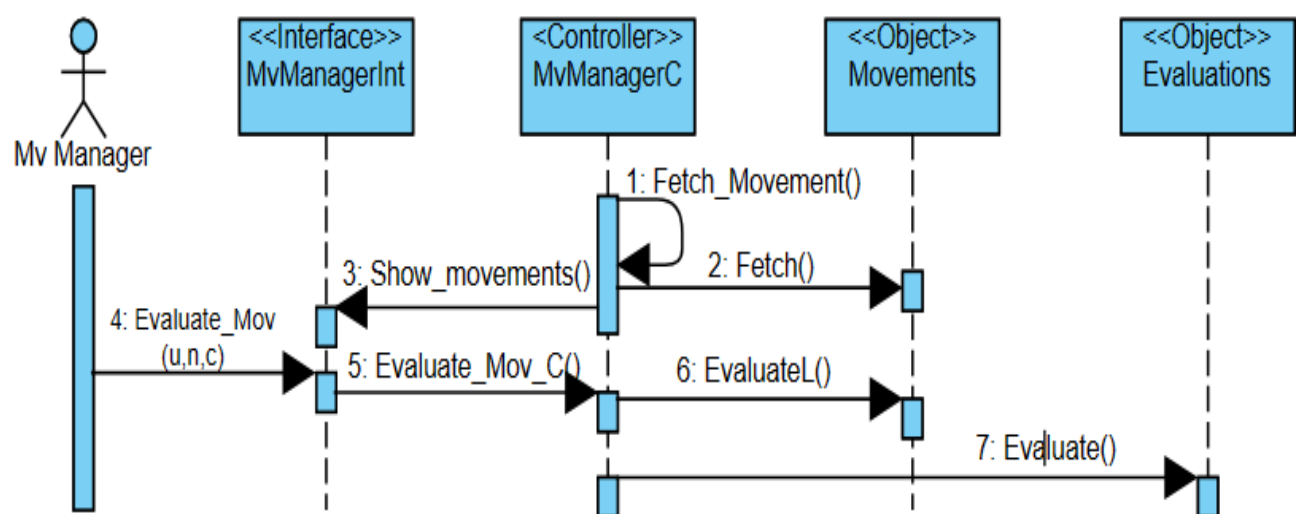 <<Interface>>
MvManagerInt
<Controller>>
MvManagerC
<<Object>>
Movements
<<Object>>
Evaluations
Mv Manager
1: Fetch_Movement()
2: Fetch()
3: Show_movements()
4: Evaluate_Mov
(u,n,c)
5: Evaluate_Mov_C()
6: EvaluateL()
7: Evaluate()